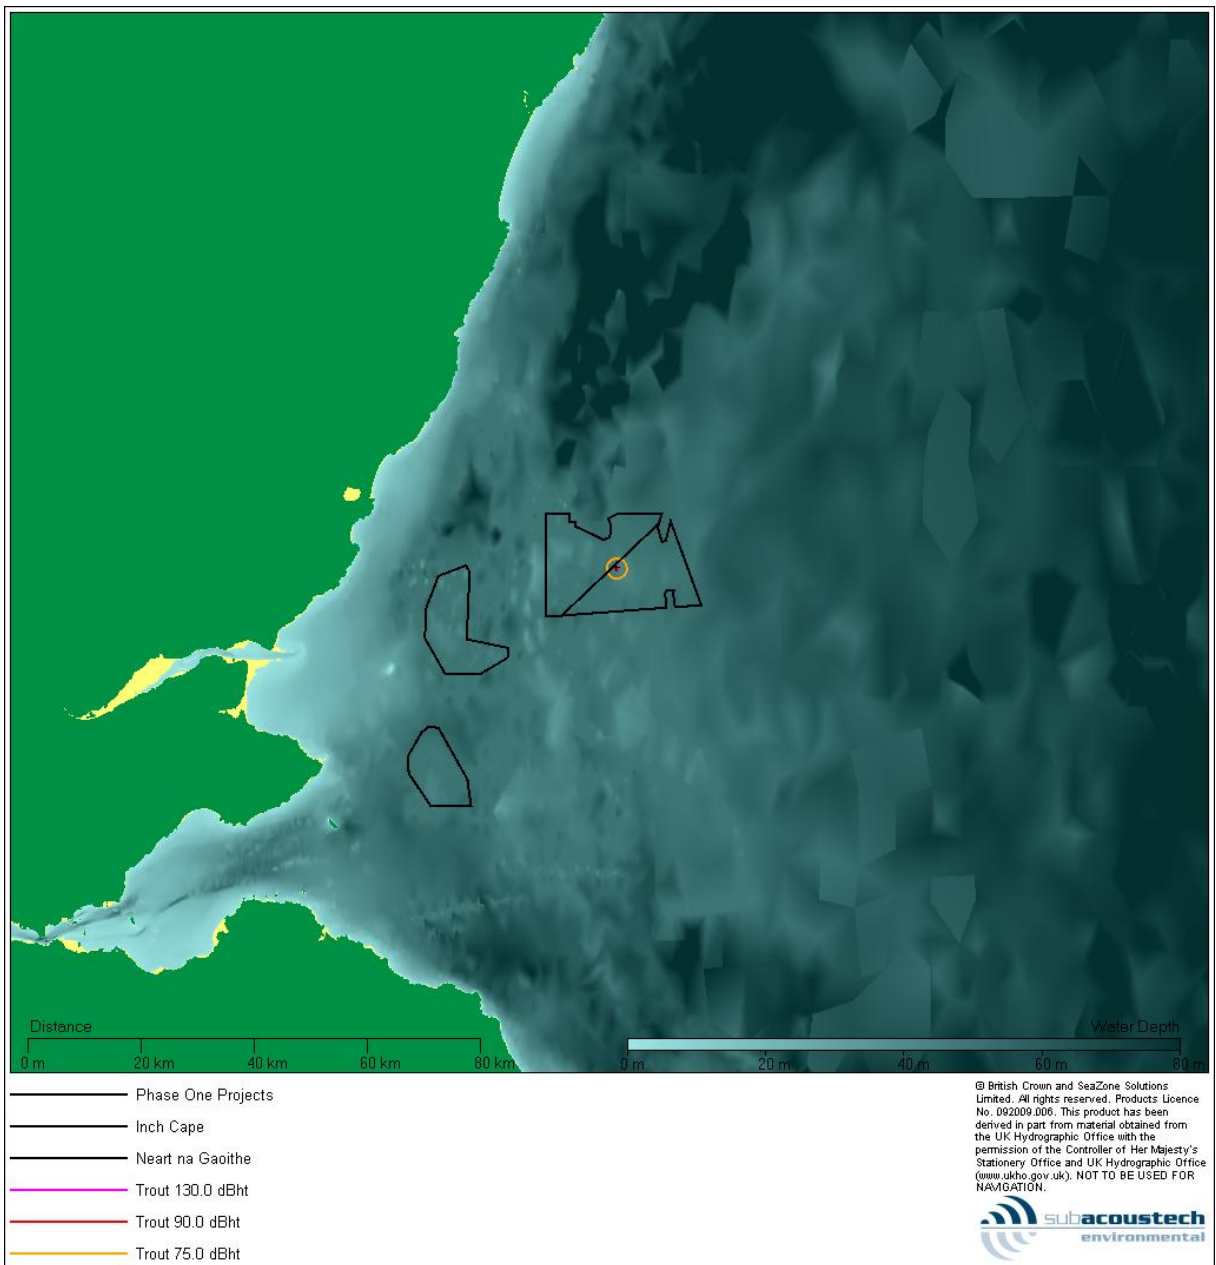 Distance
0 m 20 km 40 km 60 km 80 km
Water Depth
0 m 20 m 40 m 60 m 80 m
Phase One Projects
Inch Cape
Neart na Gaoithe
Trout 130.0 dBht
Trout 90.0 dBht
Trout 75.0 dBht
© British Crown and SeaZone Solutions
Limited. All rights reserved. Products Licence
No. 092009.006. This product has been
derived in part from material obtained from
the UK Hydrographic Office with the
permission of the Controller of Her Majesty's
Stationery Office and UK Hydrographic Office
(www.ukho.gov.uk). NOT TO BE USED FOR
NAVIGATION.
subacoustech
environmental